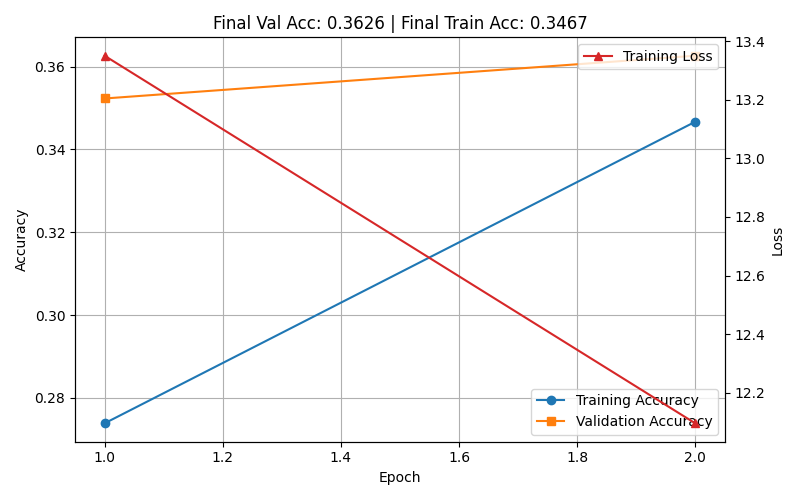 Final Val Acc: 0.3626 | Final Train Acc: 0.3467
Training Loss
0.36
0.34
0.32
0.30
0.28
Accuracy
13.4
13.2
13.0
12.8
12.6
12.4
12.2
Loss
Training Accuracy
Validation Accuracy
1.0 1.2 1.4 1.6 1.8 2.0
Epoch